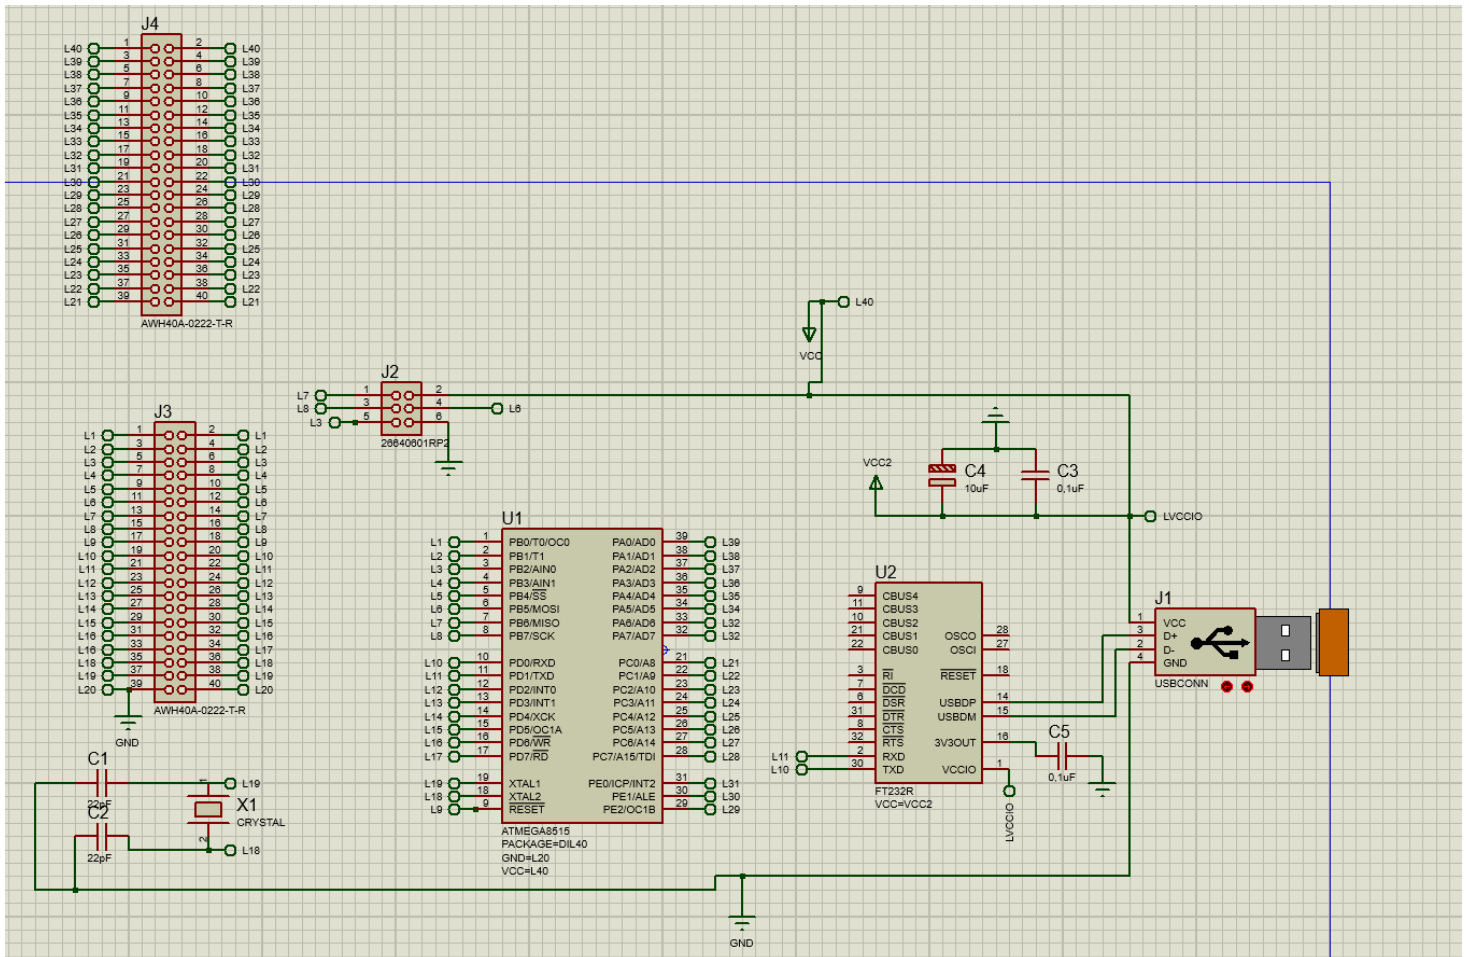 J4
L40 1 2 L40
L39 3 4 L39
L38 5 6 L38
L37 7 8 L37
L36 9 10 L36
L35 11 12 L35
L34 13 14 L34
L33 15 16 L33
L32 17 18 L32
L31 19 20 L31
L30 21 22 L30
L29 23 24 L29
L28 25 26 L28
L27 27 28 L27
L26 29 30 L26
L25 31 32 L25
L24 33 34 L24
L23 35 36 L23
L22 37 38 L22
L21 39 40 L21
AWH40A-0222-T-R
L40
VCC
J2
L7 1 2
L8 3 4 L6
L3 5 6
26640601RP2
J3
L1 1 2 L1
L2 3 4 L2
L3 5 6 L3
L4 7 8 L4
L5 9 10 L5
L6 11 12 L6
L7 13 14 L7
L8 15 16 L8
L9 17 18 L9
L10 19 20 L10
L11 21 22 L11
L12 23 24 L12
L13 25 26 L13
L14 27 28 L14
L15 29 30 L15
L16 31 32 L16
L17 33 34 L17
L18 35 36 L18
L19 37 38 L19
L20 39 40 L20
AWH40A-0222-T-R
GND
VCC2
C4
10uF
C3
0,1uF
LVCCIO
U1
L1 1 PB0/T0/OC0 PA0/AD0 39 L39
L2 2 PB1/T1 PA1/AD1 38 L38
L3 3 PB2/AIN0 PA2/AD2 37 L37
L4 4 PB3/AIN1 PA3/AD3 36 L36
L5 5 PB4/SS PA4/AD4 35 L35
L6 6 PB5/MOSI PA5/AD5 34 L34
L7 7 PB6/MISO PA6/AD6 33 L32
L8 8 PB7/SCK PA7/AD7 32 L32
L10 10 PD0/RXD PC0/A8 21 L21
L11 11 PD1/TXD PC1/A9 22 L22
L12 12 PD2/INT0 PC2/A10 23 L23
L13 13 PD3/INT1 PC3/A11 24 L24
L14 14 PD4/XCK PC4/A12 25 L25
L15 15 PD5/OC1A PC5/A13 26 L26
L16 16 PD6/WR PC6/A14 27 L27
L17 17 PD7/RD PC7/A15/TDI 28 L28
L19 19 XTAL1 PE0/ICP/INT2 31 L31
L18 18 XTAL2 PE1/ALE 30 L30
L9 9 RESET PE2/OC1B 29 L29
ATMEGA8515
PACKAGE=DIL40
GND=L20
VCC=L40
U2
9 CBUS4
11 CBUS3
10 CBUS2
21 CBUS1 OSCO 28
22 CBUS0 OSCI 27
3 RI RESET 18
7 DCD
6 DSR USBDP 14
31 DTR USBDM 15
8 CTS
32 RTS 3V3OUT 16
L11 2 RXD
L10 30 TXD VCCIO 1
FT232R
VCC=VCC2
LVCCIO
C5
0,1uF
J1
1 VCC
3 D+
2 D-
4 GND
USBCONN
C1
22pF
C2
22pF
1 L19
X1
CRYSTAL
2 L18
GND